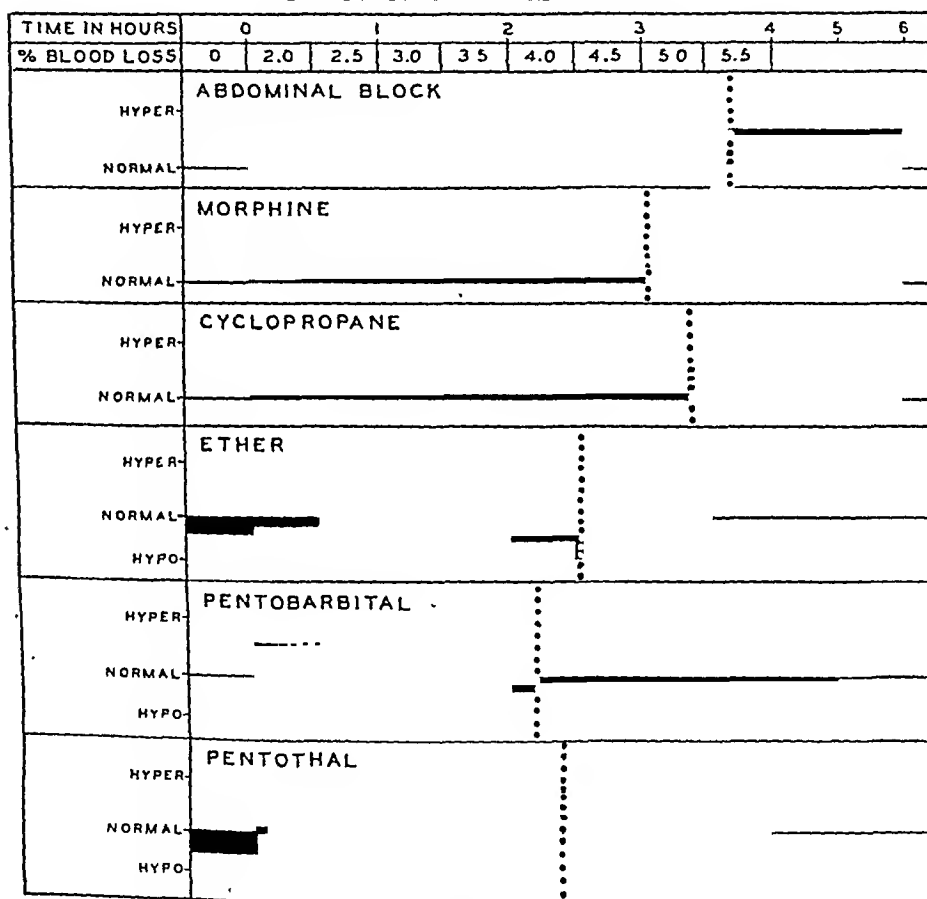 TIME IN HOURS 0 1 2 3 4 5 6
% BLOOD LOSS 0 2.0 2.5 3.0 3 5 4.0 4.5 5 0 5.5
ABDOMINAL BLOCK
HYPER
NORMAL
MORPHINE
HYPER
NORMAL
CYCLOPROPANE
HYPER
NORMAL
ETHER
HYPER
NORMAL
HYPO
PENTOBARBITAL
HYPER
NORMAL
HYPO
PENTOTHAL
HYPER
NORMAL
HYPO